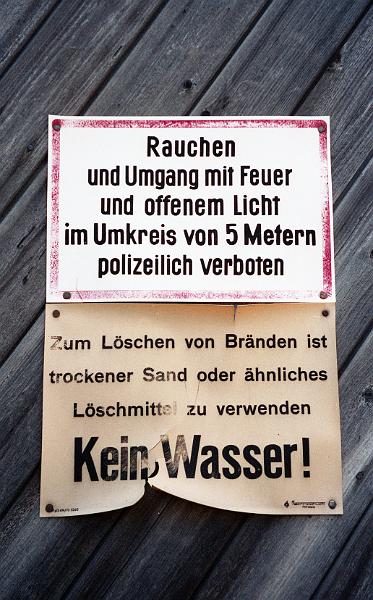 Rauchen
und Umgang mit Feuer
und offenem Licht
im Umkreis von 5 Metern
polizeilich verboten
Zum Löschen von Bränden ist
trockener Sand oder ähnliches
Löschmittel zu verwenden
Kein Wasser!